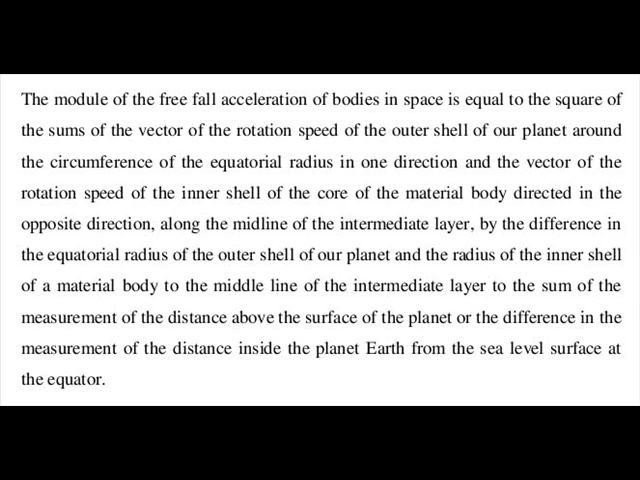 The module of the free fall acceleration of bodies in space is equal to the square of
the sums of the vector of the rotation speed of the outer shell of our planet around
the circumference of the equatorial radius in one direction and the vector of the
rotation speed of the inner shell of the core of the material body directed in the
opposite direction, along the midline of the intermediate layer, by the difference in
the equatorial radius of the outer shell of our planet and the radius of the inner shell
of a material body to the middle line of the intermediate layer to the sum of the
measurement of the distance above the surface of the planet or the difference in the
measurement of the distance inside the planet Earth from the sea level surface at
the equator.